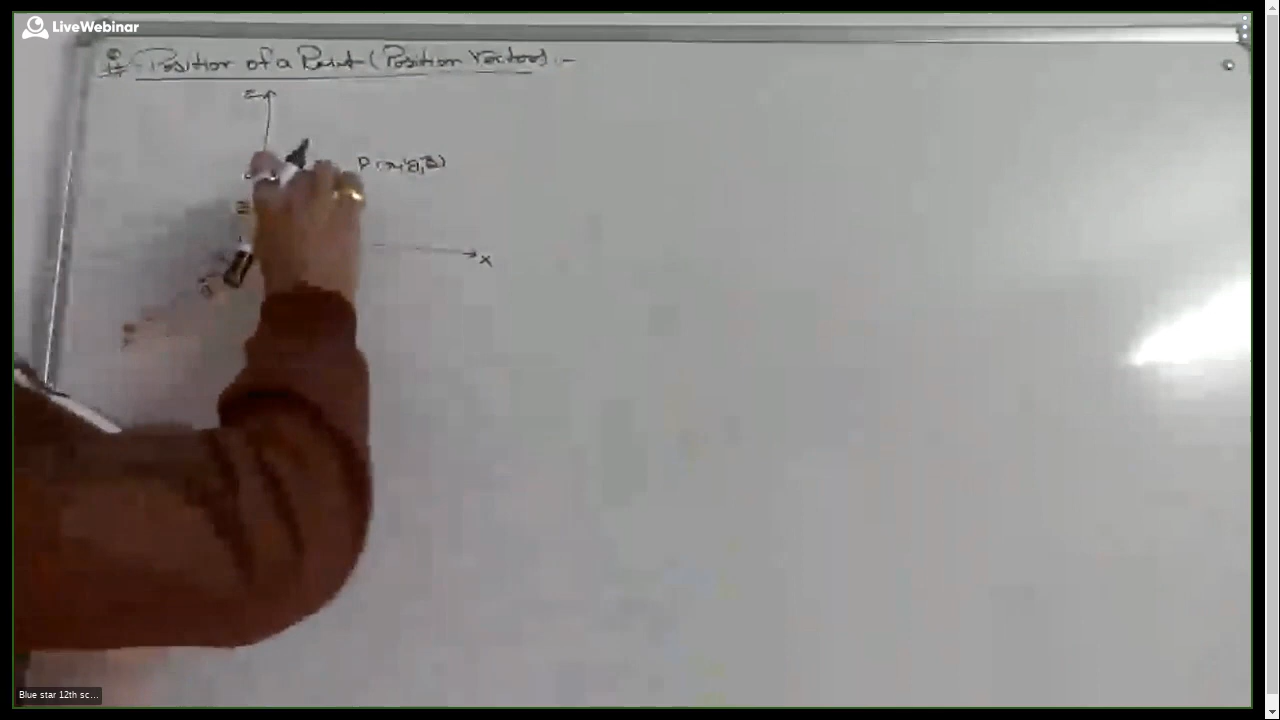 LiveWebinar
Position of a Point (Position Vector) :-
Z
P(x,y,z)
X
Blue star 12th sc...